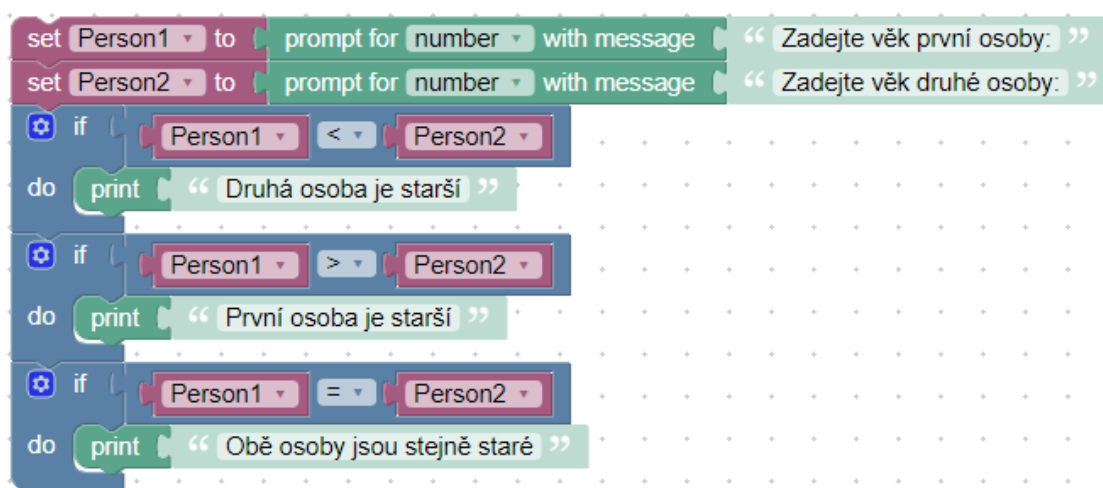 set Person1 to prompt for number with message “ Zadejte věk první osoby: ”
set Person2 to prompt for number with message “ Zadejte věk druhé osoby: ”
if Person1 < Person2
do print “ Druhá osoba je starší ”
if Person1 > Person2
do print “ První osoba je starší ”
if Person1 = Person2
do print “ Obě osoby jsou stejně staré ”